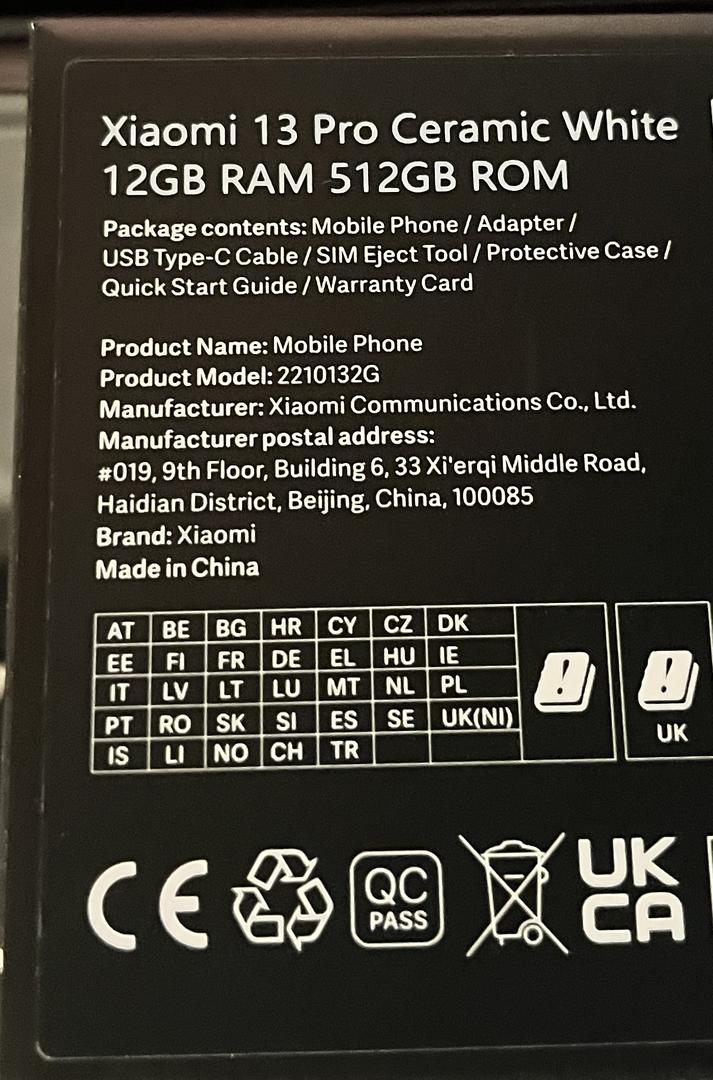 Xiaomi 13 Pro Ceramic White
12GB RAM 512GB ROM
Package contents: Mobile Phone / Adapter /
USB Type-C Cable / SIM Eject Tool / Protective Case /
Quick Start Guide / Warranty Card
Product Name: Mobile Phone
Product Model: 2210132G
Manufacturer: Xiaomi Communications Co., Ltd.
Manufacturer postal address:
#019, 9th Floor, Building 6, 33 Xi'erqi Middle Road,
Haidian District, Beijing, China, 100085
Brand: Xiaomi
Made in China
AT BE BG HR CY CZ DK
EE FI FR DE EL HU IE
IT LV LT LU MT NL PL
PT RO SK SI ES SE UK(NI)
IS LI NO CH TR
UK
CE
QC
PASS
UK
CA